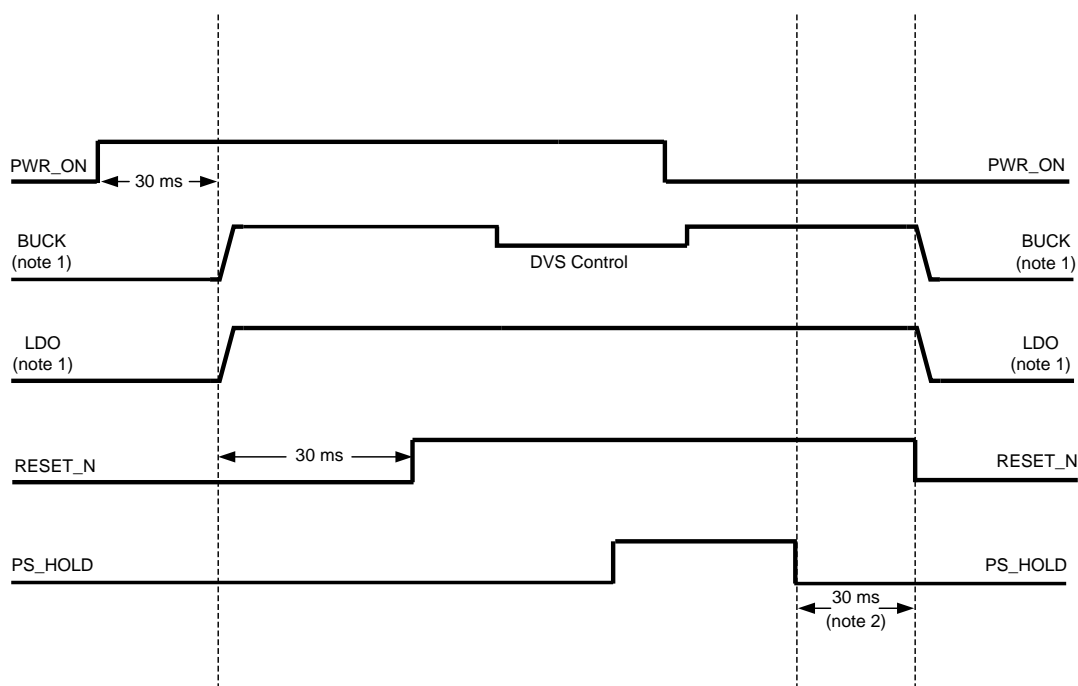 PWR_ON
30 ms
PWR_ON
BUCK
(note 1)
DVS Control
BUCK
(note 1)
LDO
(note 1)
LDO
(note 1)
RESET_N
30 ms
RESET_N
PS_HOLD
PS_HOLD
30 ms
(note 2)